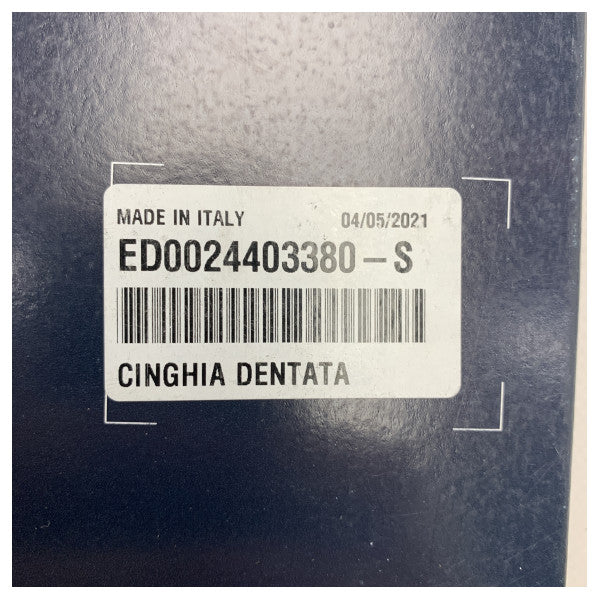 MADE IN ITALY 04/05/2021
ED0024403380-S
CINGHIA DENTATA